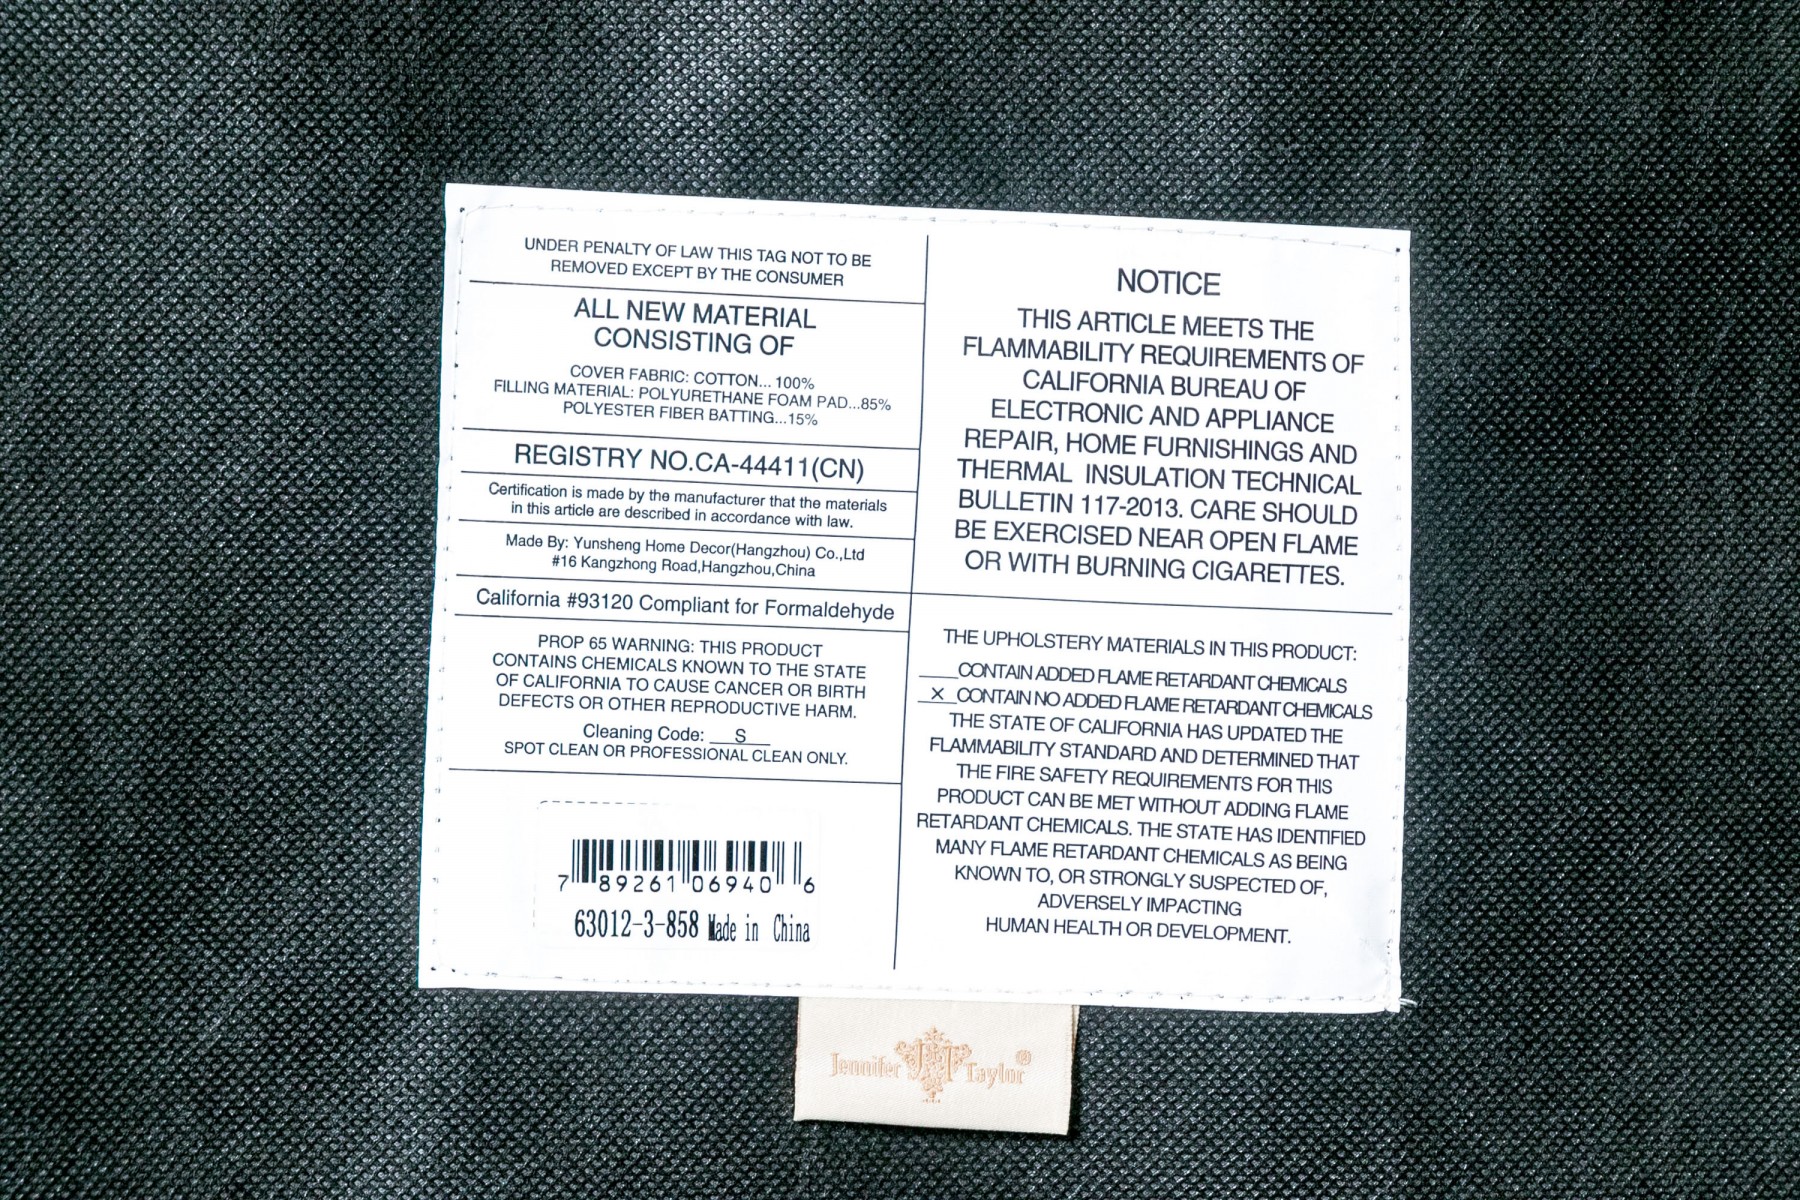 UNDER PENALTY OF LAW THIS TAG NOT TO BE
REMOVED EXCEPT BY THE CONSUMER
ALL NEW MATERIAL
CONSISTING OF
COVER FABRIC: COTTON... 100%
FILLING MATERIAL: POLYURETHANE FOAM PAD...85%
POLYESTER FIBER BATTING...15%
REGISTRY NO.CA-44411(CN)
Certification is made by the manufacturer that the materials
in this article are described in accordance with law.
Made By: Yunsheng Home Decor(Hangzhou) Co.,Ltd
#16 Kangzhong Road,Hangzhou,China
California #93120 Compliant for Formaldehyde
PROP 65 WARNING: THIS PRODUCT
CONTAINS CHEMICALS KNOWN TO THE STATE
OF CALIFORNIA TO CAUSE CANCER OR BIRTH
DEFECTS OR OTHER REPRODUCTIVE HARM.
Cleaning Code: __S__
SPOT CLEAN OR PROFESSIONAL CLEAN ONLY.
7 89261 06940 6
63012-3-858 Made in China
NOTICE
THIS ARTICLE MEETS THE
FLAMMABILITY REQUIREMENTS OF
CALIFORNIA BUREAU OF
ELECTRONIC AND APPLIANCE
REPAIR, HOME FURNISHINGS AND
THERMAL INSULATION TECHNICAL
BULLETIN 117-2013. CARE SHOULD
BE EXERCISED NEAR OPEN FLAME
OR WITH BURNING CIGARETTES.
THE UPHOLSTERY MATERIALS IN THIS PRODUCT:
___CONTAIN ADDED FLAME RETARDANT CHEMICALS
_X_CONTAIN NO ADDED FLAME RETARDANT CHEMICALS
THE STATE OF CALIFORNIA HAS UPDATED THE
FLAMMABILITY STANDARD AND DETERMINED THAT
THE FIRE SAFETY REQUIREMENTS FOR THIS
PRODUCT CAN BE MET WITHOUT ADDING FLAME
RETARDANT CHEMICALS. THE STATE HAS IDENTIFIED
MANY FLAME RETARDANT CHEMICALS AS BEING
KNOWN TO, OR STRONGLY SUSPECTED OF,
ADVERSELY IMPACTING
HUMAN HEALTH OR DEVELOPMENT.
Jennifer JT Taylor®